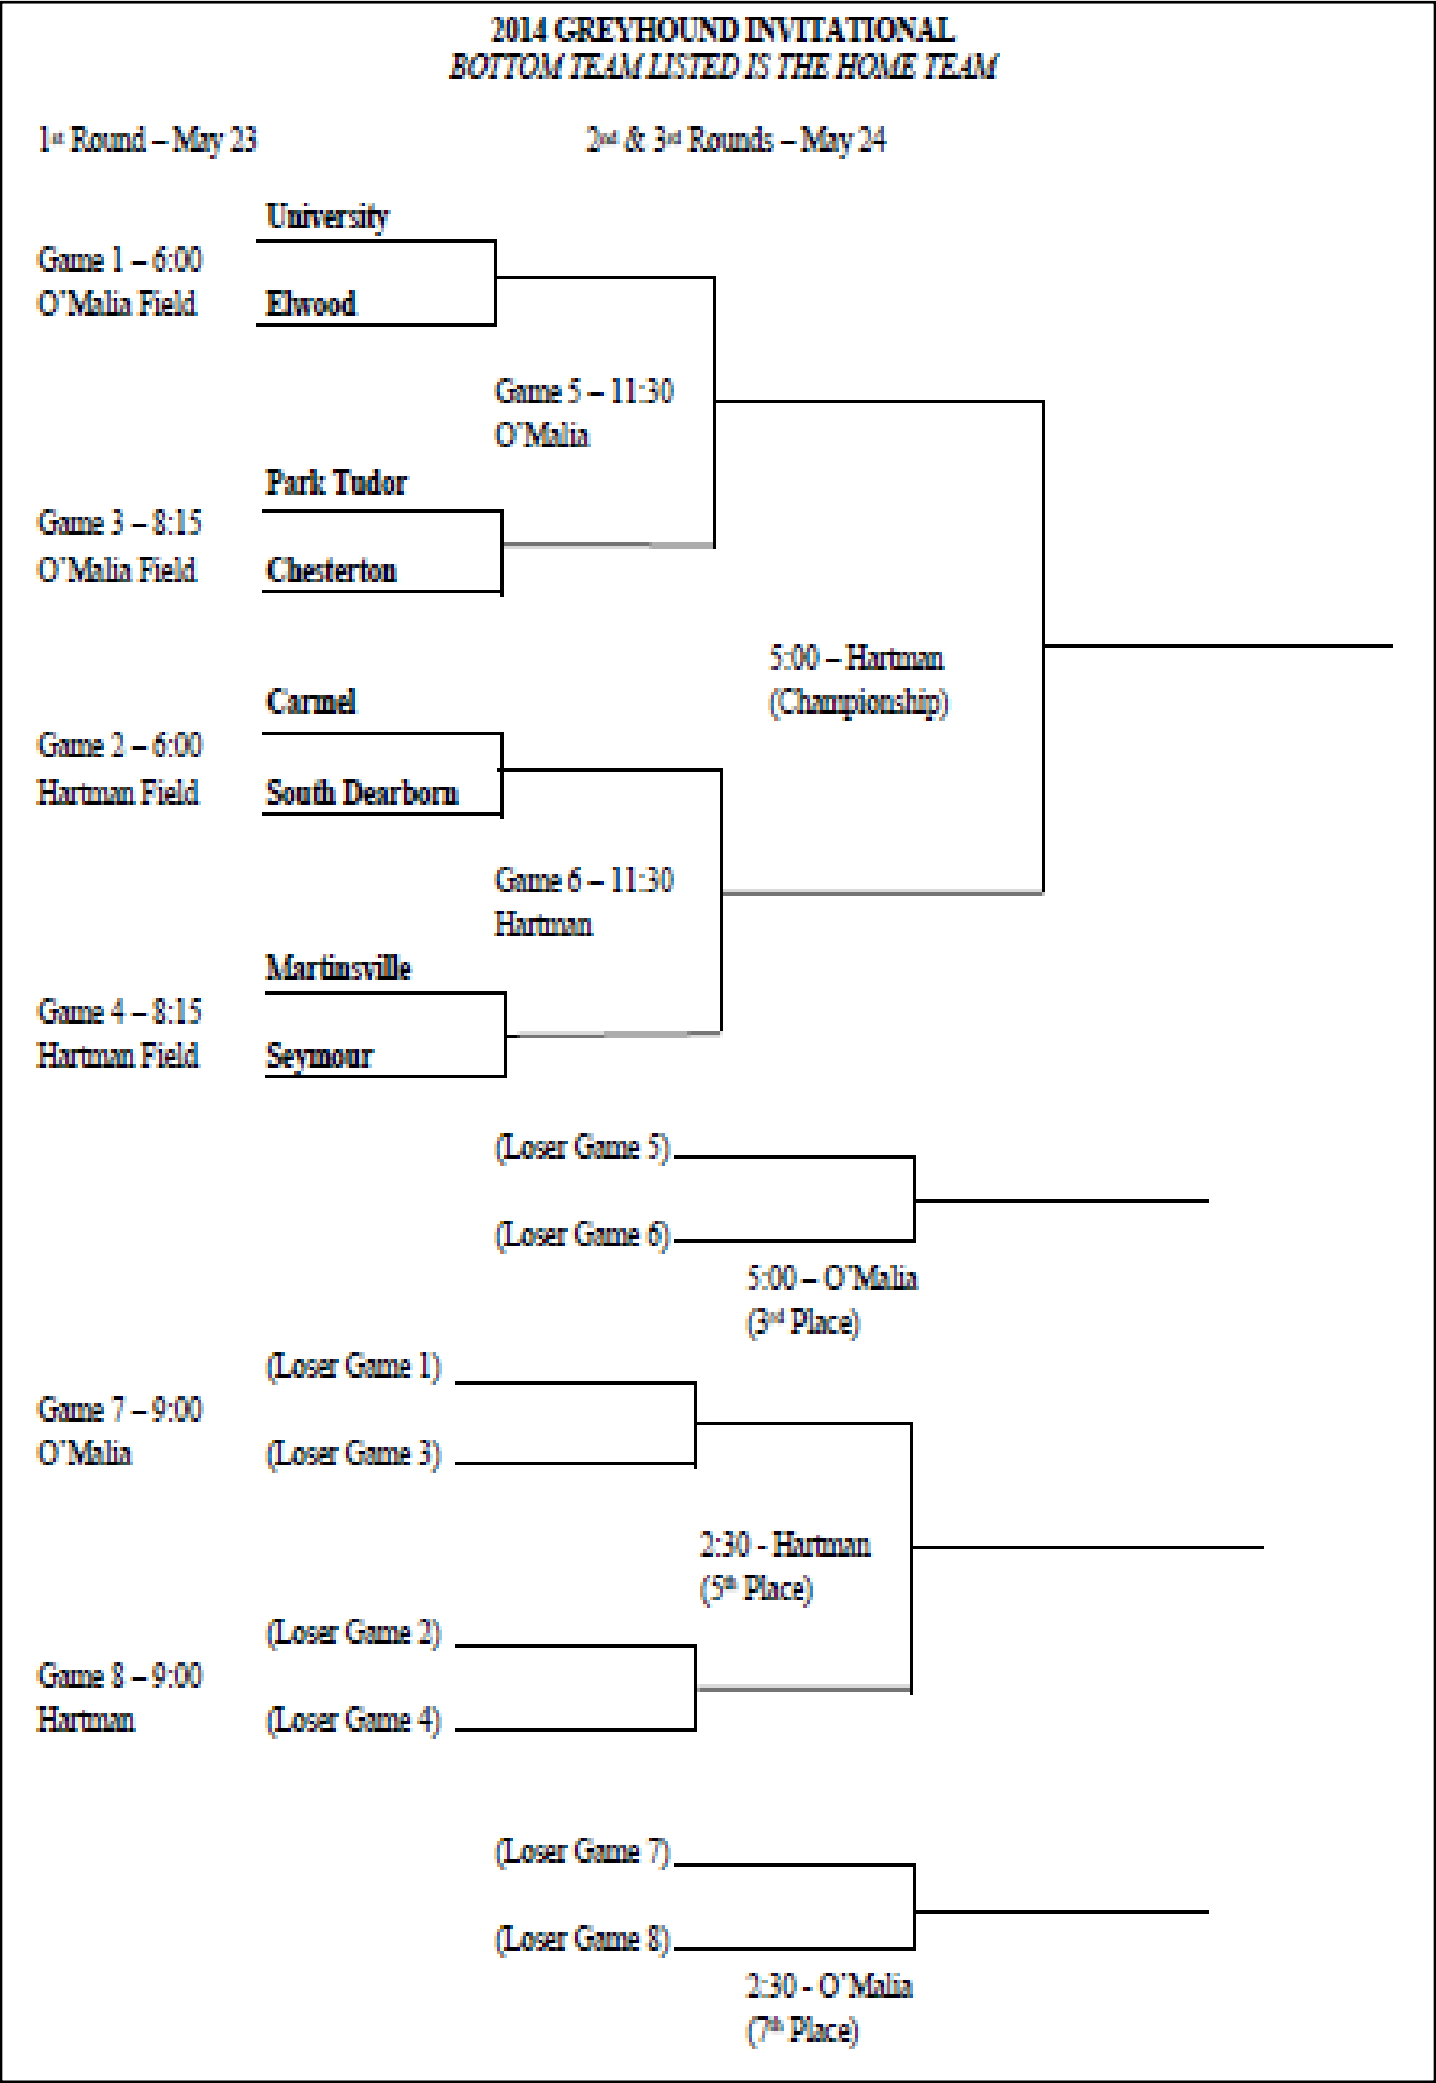 2014 GREYHOUND INVITATIONAL
BOTTOM TEAM LISTED IS THE HOME TEAM
1st Round – May 23
2nd & 3rd Rounds – May 24
University
Game 1 – 6:00
O'Malia Field
Elwood
Game 5 – 11:30
O'Malia
Park Tudor
Game 3 – 8:15
O'Malia Field
Chesterton
5:00 – Hartman
(Championship)
Carmel
Game 2 – 6:00
Hartman Field
South Dearborn
Game 6 – 11:30
Hartman
Martinsville
Game 4 – 8:15
Hartman Field
Seymour
(Loser Game 5)
(Loser Game 6)
5:00 – O'Malia
(3rd Place)
(Loser Game 1)
Game 7 – 9:00
O'Malia
(Loser Game 3)
2:30 - Hartman
(5th Place)
(Loser Game 2)
Game 8 – 9:00
Hartman
(Loser Game 4)
(Loser Game 7)
(Loser Game 8)
2:30 - O'Malia
(7th Place)